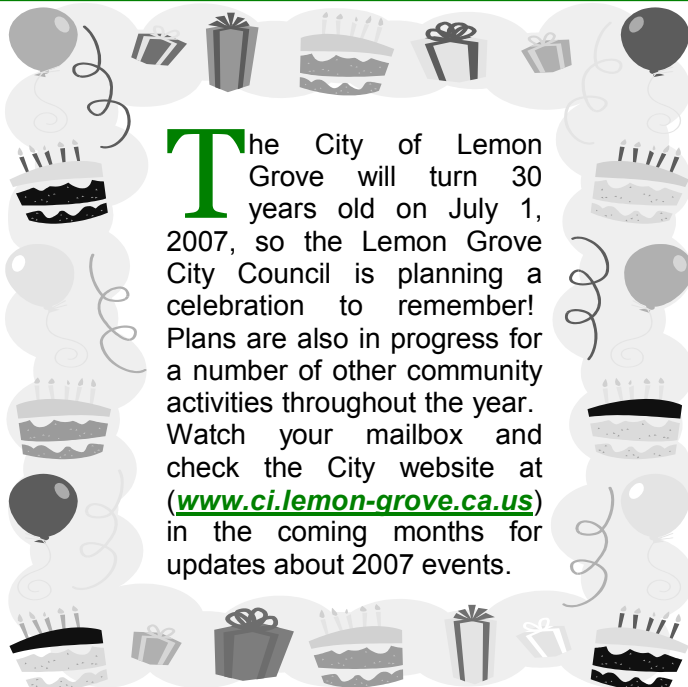 The City of Lemon
Grove will turn 30
years old on July 1,
2007, so the Lemon Grove
City Council is planning a
celebration to remember!
Plans are also in progress for
a number of other community
activities throughout the year.
Watch your mailbox and
check the City website at
(www.ci.lemon-grove.ca.us)
in the coming months for
updates about 2007 events.